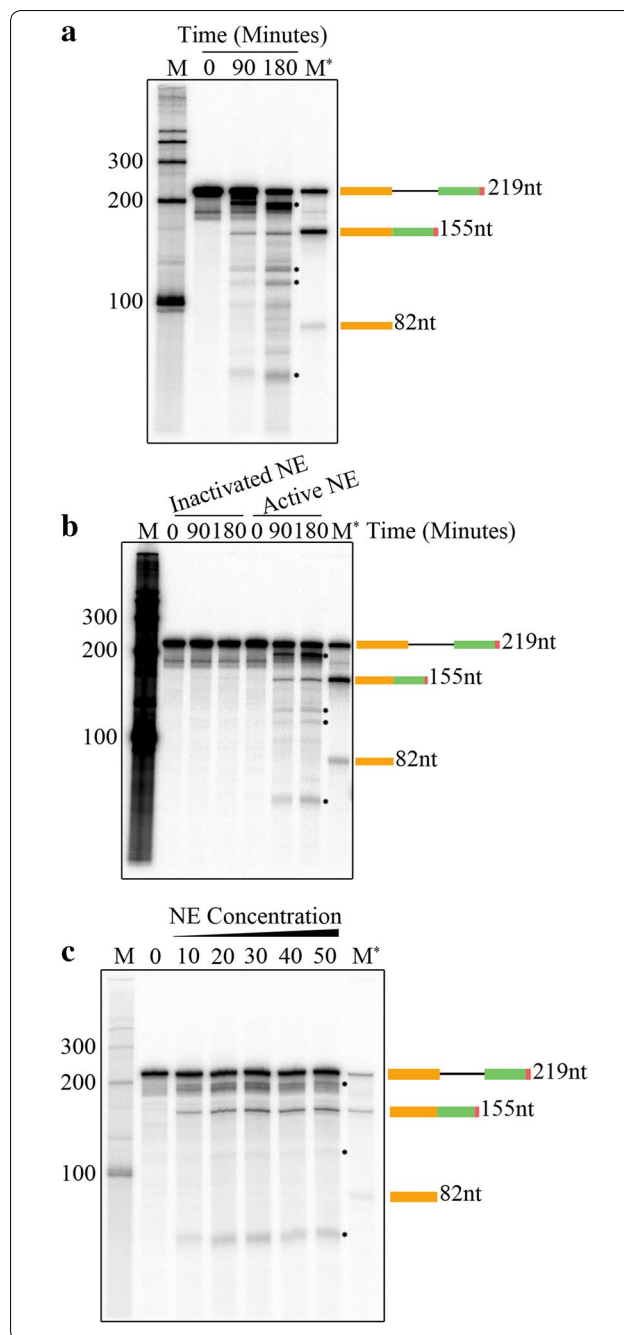 a
Time (Minutes)
M 0 90 180 M*
300
200
100
219nt
155nt
82nt
Inactivated NE
Active NE
b
M 0 90 180 0 90 180 M* Time (Minutes)
300
200
100
219nt
155nt
82nt
NE Concentration
c
M 0 10 20 30 40 50 M*
300
200
100
219nt
155nt
82nt